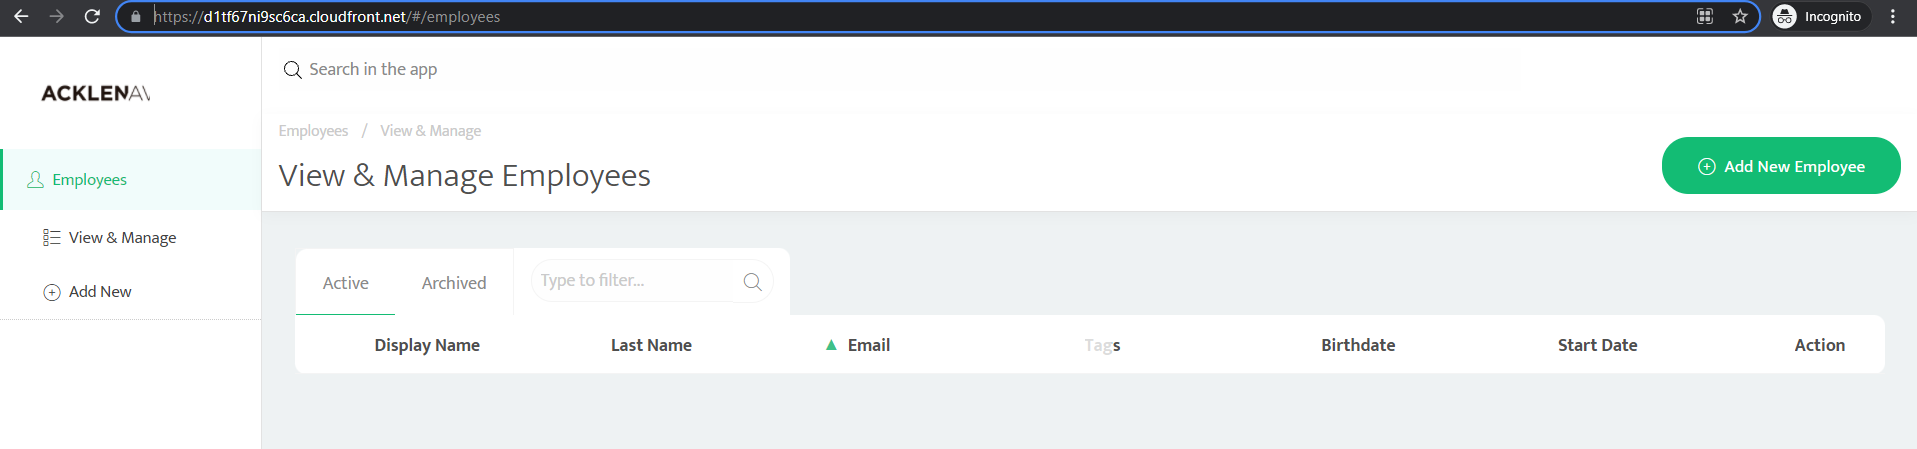 https://d1tf67ni9sc6ca.cloudfront.net/#/employees
Incognito
ACKLENAV
Search in the app
Employees / View & Manage
View & Manage Employees
Add New Employee
Employees
View & Manage
Add New
Active Archived Type to filter...
Display Name Last Name ▲ Email Tags Birthdate Start Date Action